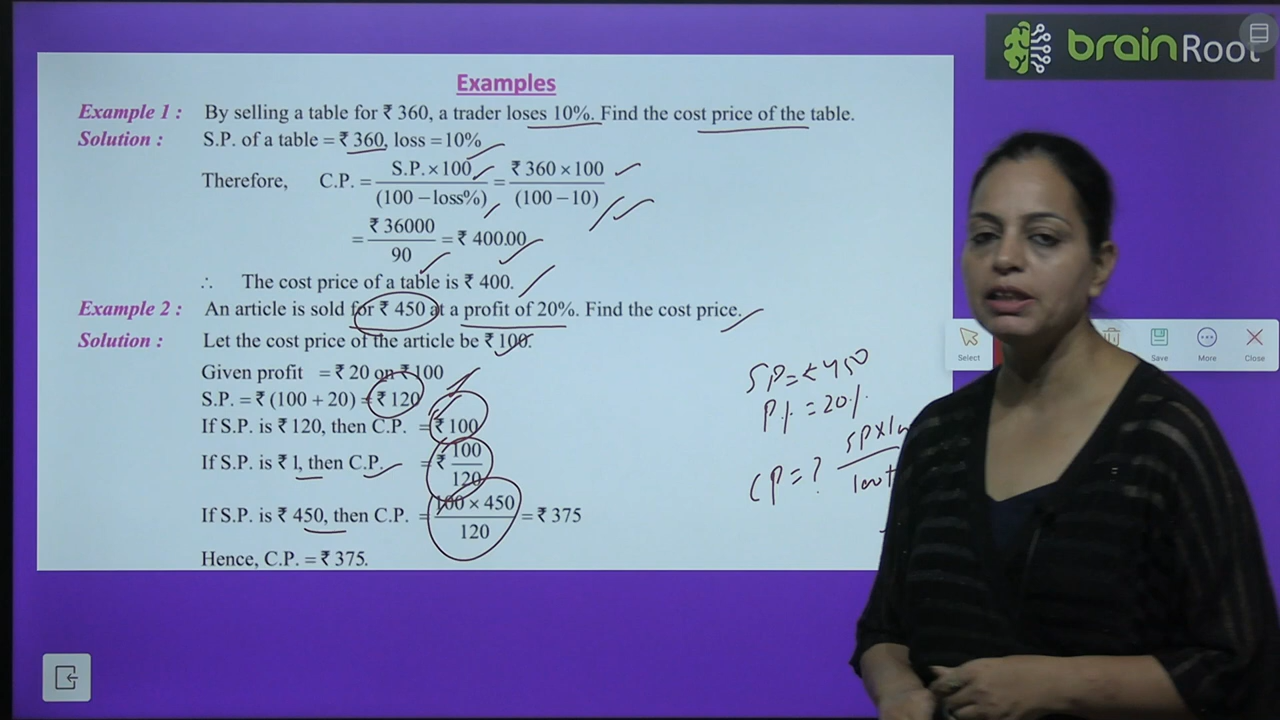 brainRoot
Examples
Example 1 : By selling a table for ₹ 360, a trader loses 10%. Find the cost price of the table.
Solution : S.P. of a table = ₹ 360, loss = 10%
Therefore, C.P. = S.P. × 100 / (100 – loss%) = ₹ 360 × 100 / (100 – 10)
= ₹ 36000 / 90 = ₹ 400.00
∴ The cost price of a table is ₹ 400.
Example 2 : An article is sold for ₹ 450 at a profit of 20%. Find the cost price.
Solution : Let the cost price of the article be ₹ 100.
Given profit = ₹ 20 on ₹ 100
S.P. = ₹ (100 + 20) = ₹ 120
If S.P. is ₹ 120, then C.P. = ₹ 100
If S.P. is ₹ 1, then C.P. = ₹ 100 / 120
If S.P. is ₹ 450, then C.P. = 100 × 450 / 120 = ₹ 375
Hence, C.P. = ₹ 375.
SP = ₹ 450
P% = 20%
CP = ? SP×10 / 100+
Select
Save
More
Close